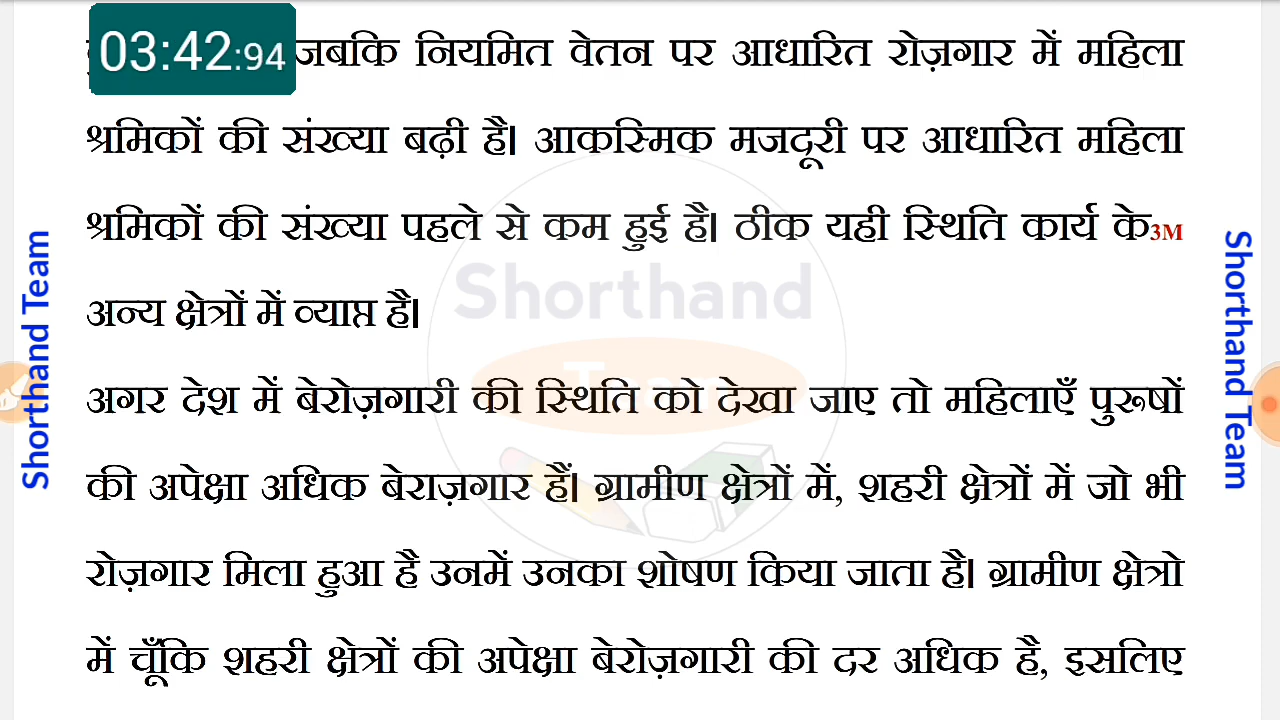 03:42:94
जबकि नियमित वेतन पर आधारित रोज़गार में महिला
श्रमिकों की संख्या बढ़ी है। आकस्मिक मजदूरी पर आधारित महिला
श्रमिकों की संख्या पहले से कम हुई है। ठीक यही स्थिति कार्य के3M
अन्य क्षेत्रों में व्याप्त है।
अगर देश में बेरोज़गारी की स्थिति को देखा जाए तो महिलाएँ पुरूषों
की अपेक्षा अधिक बेराज़गार हैं। ग्रामीण क्षेत्रों में, शहरी क्षेत्रों में जो भी
रोज़गार मिला हुआ है उनमें उनका शोषण किया जाता है। ग्रामीण क्षेत्रो
में चूँकि शहरी क्षेत्रों की अपेक्षा बेरोज़गारी की दर अधिक है, इसलिए
Shorthand Team
Shorthand Team
Shorthand
Team